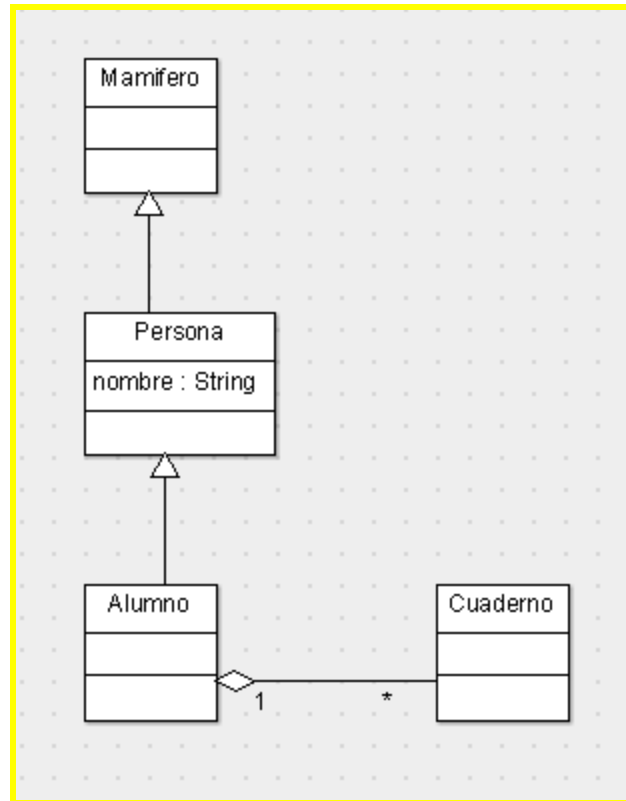 Mamifero
Persona
nombre : String
Alumno
Cuaderno
1
*